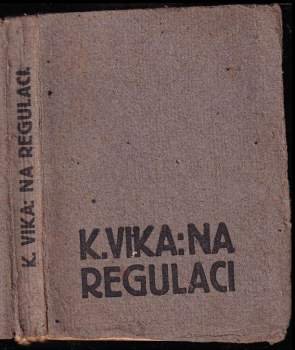 K. VIKA: NA REGULACI.
K. VIKA: NA
REGULACI